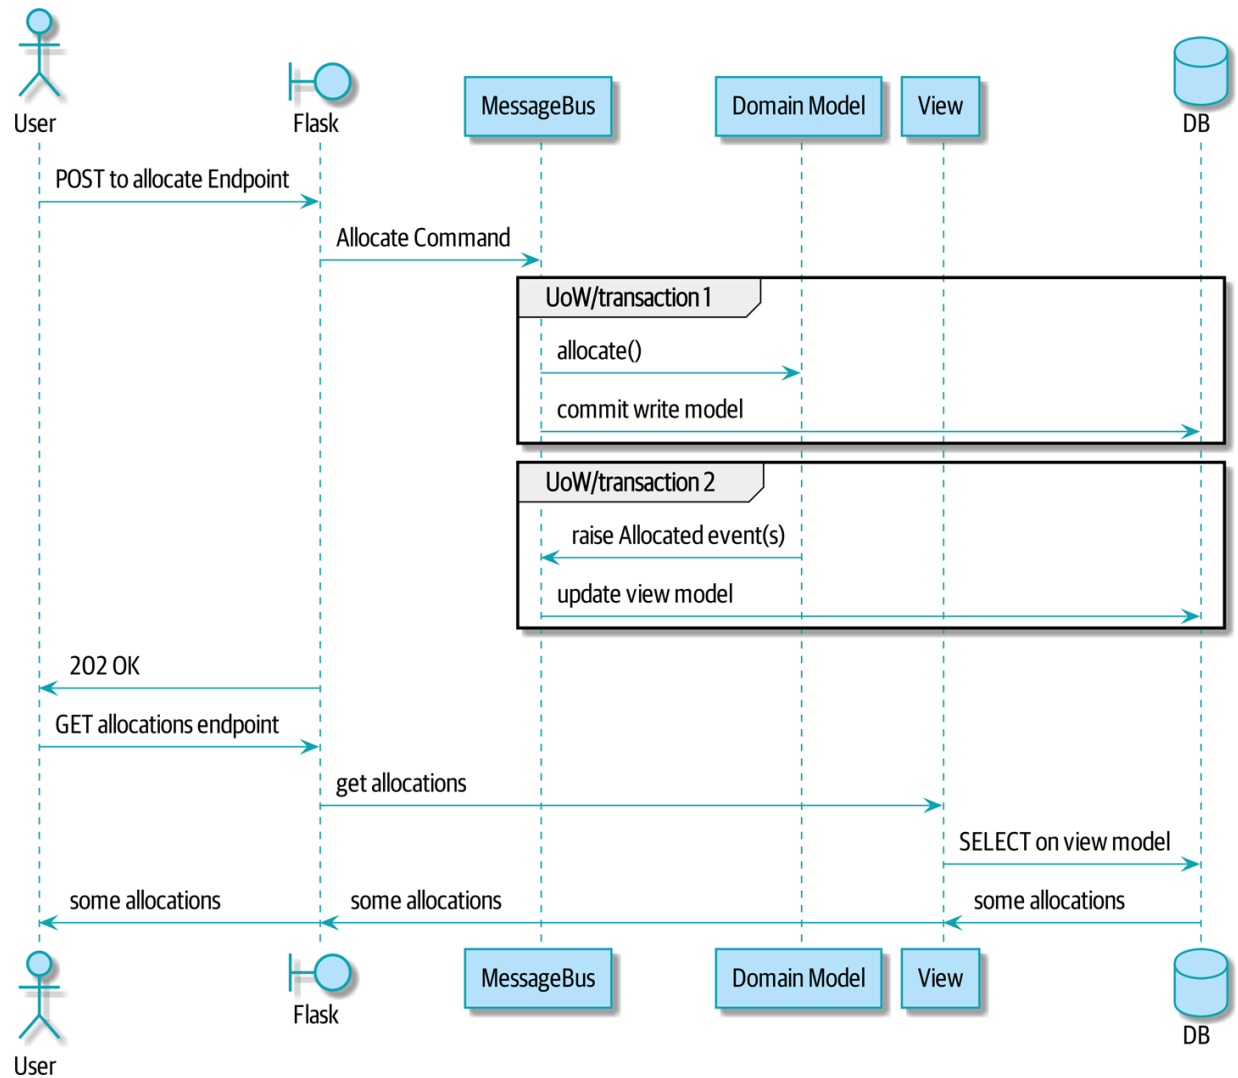 User
Flask
MessageBus
Domain Model
View
DB
POST to allocate Endpoint
Allocate Command
UoW/transaction 1
allocate()
commit write model
UoW/transaction 2
raise Allocated event(s)
update view model
202 OK
GET allocations endpoint
get allocations
SELECT on view model
some allocations
some allocations
some allocations
User
Flask
MessageBus
Domain Model
View
DB